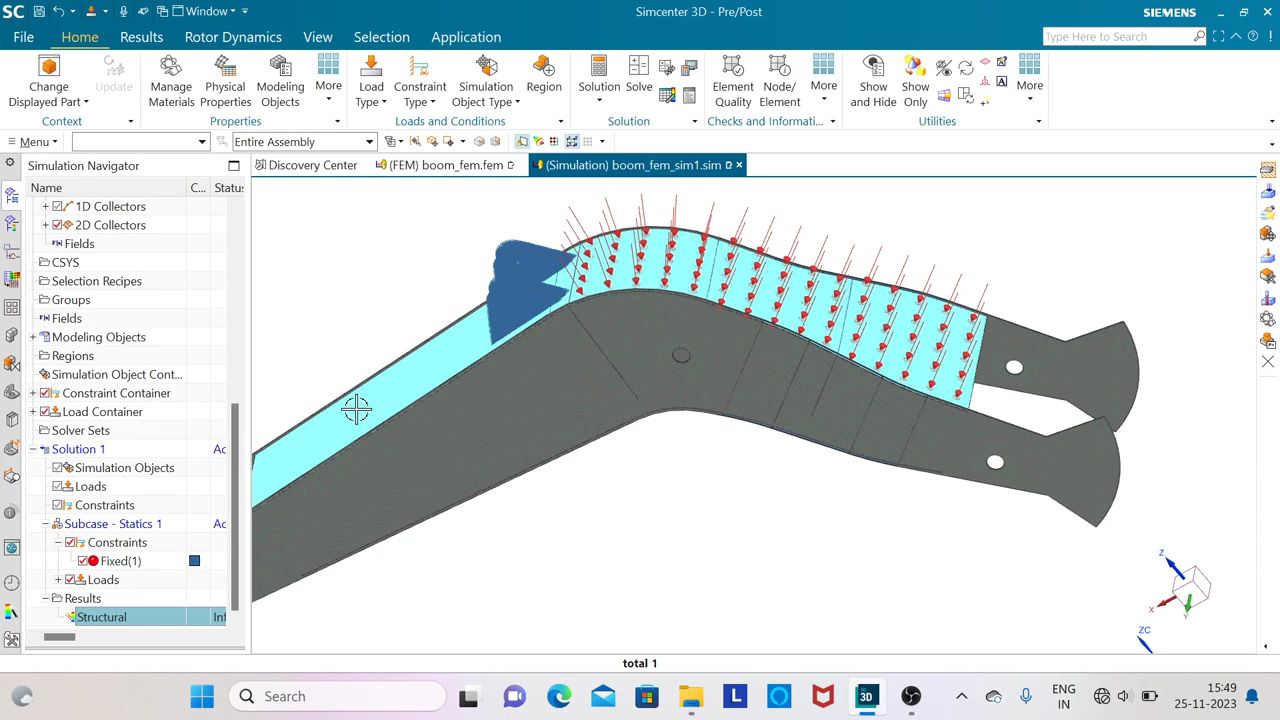 SC
Window
Simcenter 3D - Pre/Post
SIEMENS
File
Home
Results
Rotor Dynamics
View
Selection
Application
Type Here to Search
Change
Displayed Part
Update
Manage
Materials
Physical
Properties
Modeling
Objects
More
Load
Type
Constraint
Type
Simulation
Object Type
Region
Solution
Solve
Element
Quality
Node/
Element
More
Show
and Hide
Show
Only
More
Context
Properties
Loads and Conditions
Solution
Checks and Informati...
Utilities
Menu
Entire Assembly
Simulation Navigator
Discovery Center
(FEM) boom_fem.fem
(Simulation) boom_fem_sim1.sim
Name
C...
Status
1D Collectors
2D Collectors
Fields
CSYS
Selection Recipes
Groups
Fields
Modeling Objects
Regions
Simulation Object Cont...
Constraint Container
Load Container
Solver Sets
Solution 1
Ac
Simulation Objects
Loads
Constraints
Subcase - Statics 1
Ac
Constraints
Fixed(1)
Loads
Results
Structural
Inf
Z
X
Y
ZC
total 1
Search
L
3D
ENG
IN
15:49
25-11-2023